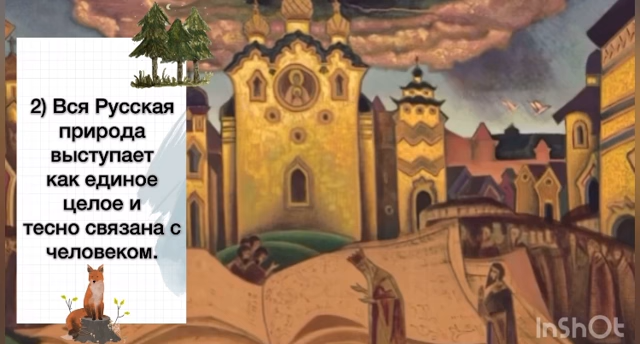 2) Вся Русская
природа
выступает
как единое
целое и
тесно связана с
человеком.
InShOt